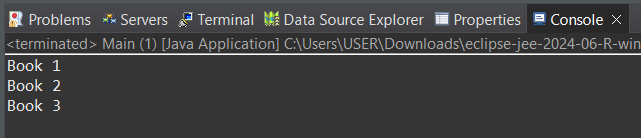 Problems Servers Terminal Data Source Explorer Properties Console
<terminated> Main (1) [Java Application] C:\Users\USER\Downloads\eclipse-jee-2024-06-R-win
Book 1
Book 2
Book 3